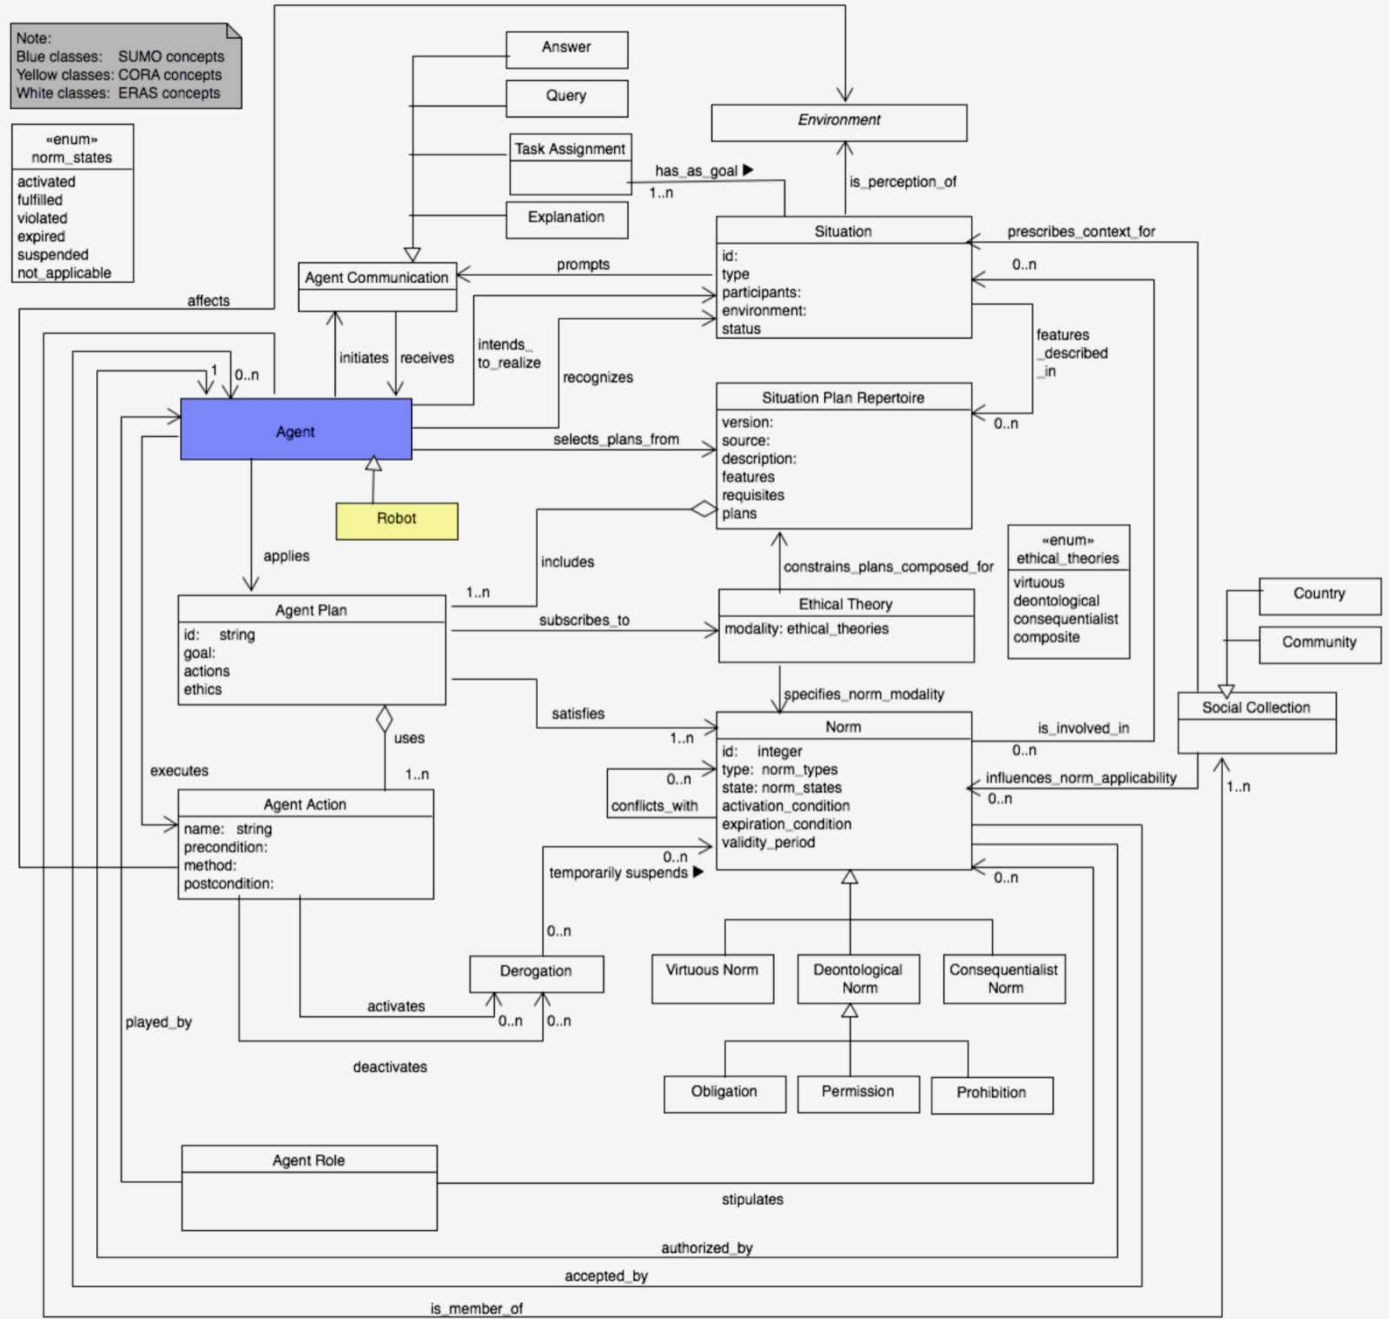 Note:
Blue classes: SUMO concepts
Yellow classes: CORA concepts
White classes: ERAS concepts
«enum»
norm_states
activated
fulfilled
violated
expired
suspended
not_applicable
Answer
Query
Task Assignment
Explanation
has_as_goal ▶
1..n
Environment
is_perception_of
Situation
id:
type
participants:
environment:
status
prescribes_context_for
0..n
Agent Communication
prompts
affects
initiates
receives
intends_
to_realize
recognizes
features
_described
_in
0..n
1
0..n
Agent
selects_plans_from
Situation Plan Repertoire
version:
source:
description:
features
requisites
plans
Robot
applies
includes
1..n
constrains_plans_composed_for
«enum»
ethical_theories
virtuous
deontological
consequentialist
composite
Country
Community
Agent Plan
id: string
goal:
actions
ethics
subscribes_to
Ethical Theory
modality: ethical_theories
specifies_norm_modality
satisfies
1..n
Social Collection
uses
1..n
executes
Norm
id: integer
type: norm_types
state: norm_states
activation_condition
expiration_condition
validity_period
is_involved_in
0..n
influences_norm_applicability
0..n
1..n
0..n
conflicts_with
Agent Action
name: string
precondition:
method:
postcondition:
0..n
temporarily suspends ▶
0..n
0..n
Derogation
Virtuous Norm
Deontological
Norm
Consequentialist
Norm
activates
0..n
0..n
played_by
deactivates
Obligation
Permission
Prohibition
Agent Role
stipulates
authorized_by
accepted_by
is_member_of